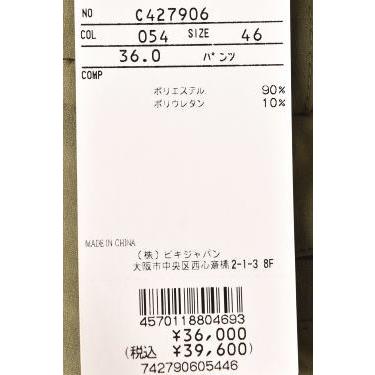 NO C427906
COL 054 SIZE 46
36.0 パンツ
COMP
ポリエステル 90%
ポリウレタン 10%
MADE IN CHINA
(株)ビキジャパン
大阪市中央区西心斎橋2-1-3 8F
4570118804693
¥36,000
(税込 ¥39,600)
742790605446